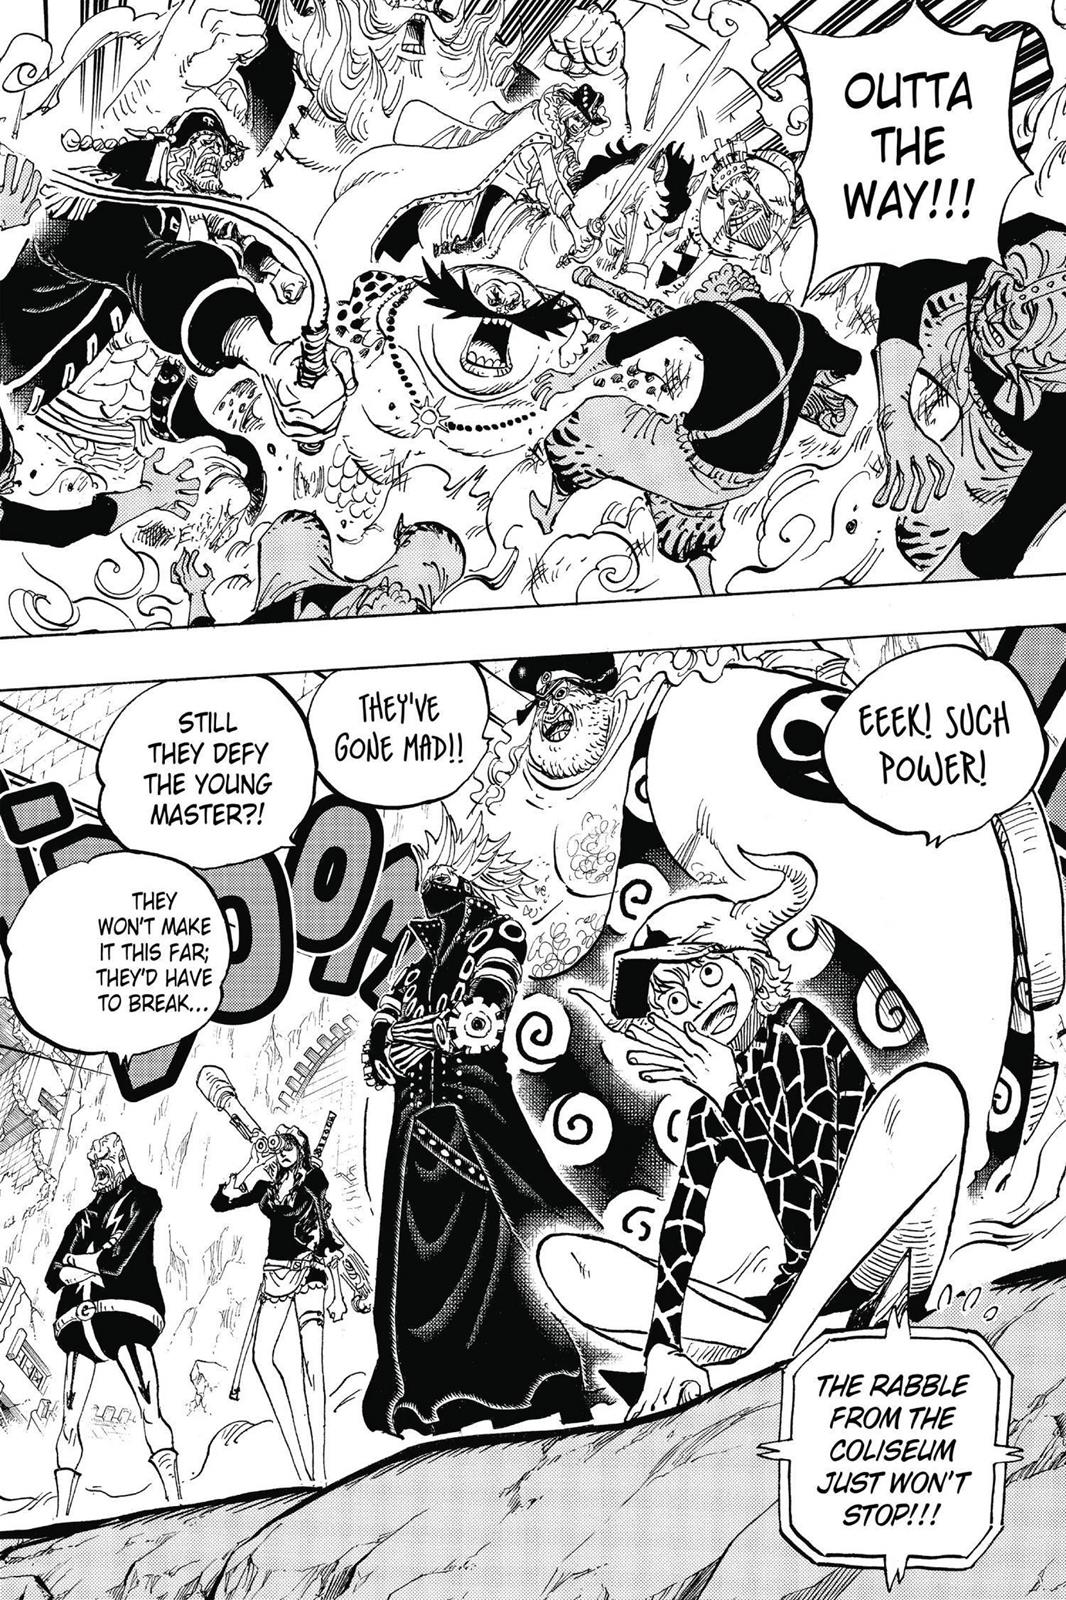 OUTTA
THE
WAY!!!
EEEK! SUCH
POWER!
THEY'VE
GONE MAD!!
STILL
THEY DEFY
THE YOUNG
MASTER?!
THEY
WON'T MAKE
IT THIS FAR;
THEY'D HAVE
TO BREAK...
THE RABBLE
FROM THE
COLISEUM
JUST WON'T
STOP!!!